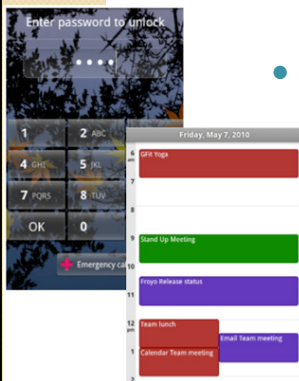 Enter password to unlock
1
2 ABC
4 GHI
5 JKL
7 PQRS
8 TUV
OK
0
Emergency cal
Friday, May 7, 2010
6 am
GFit Yoga
7
8
9
Stand Up Meeting
10
Froyo Release status
11
12 pm
Team lunch
Email Team meeting
1
Calendar Team meeting
2